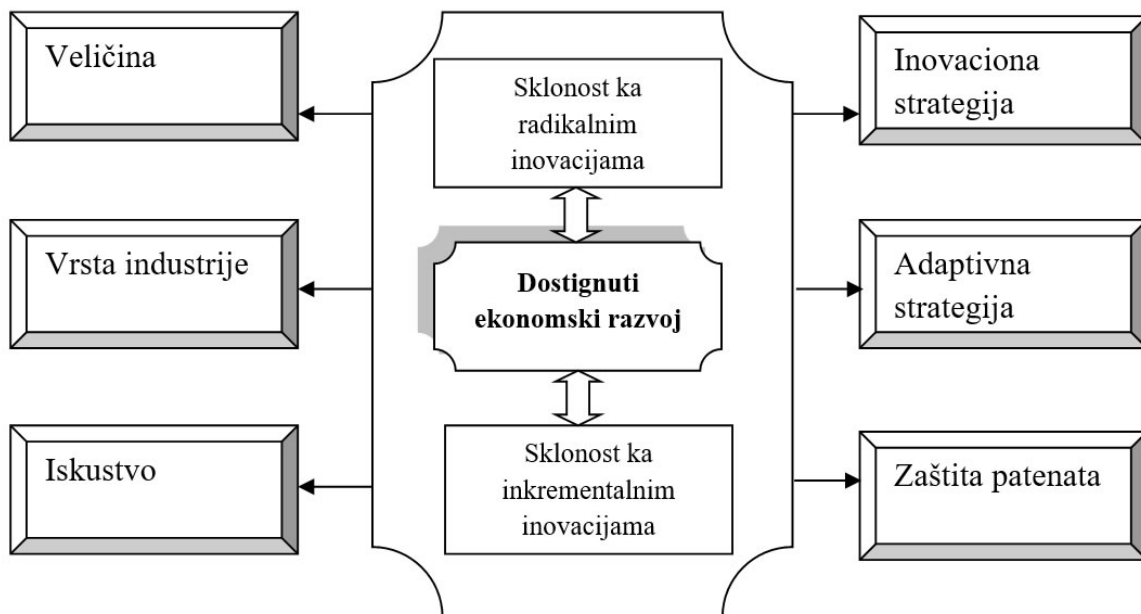 Veličina
Vrsta industrije
Iskustvo
Sklonost ka
radikalnim
inovacijama
Dostignuti
ekonomski razvoj
Sklonost ka
inkrementalnim
inovacijama
Inovaciona
strategija
Adaptivna
strategija
Zaštita patenata